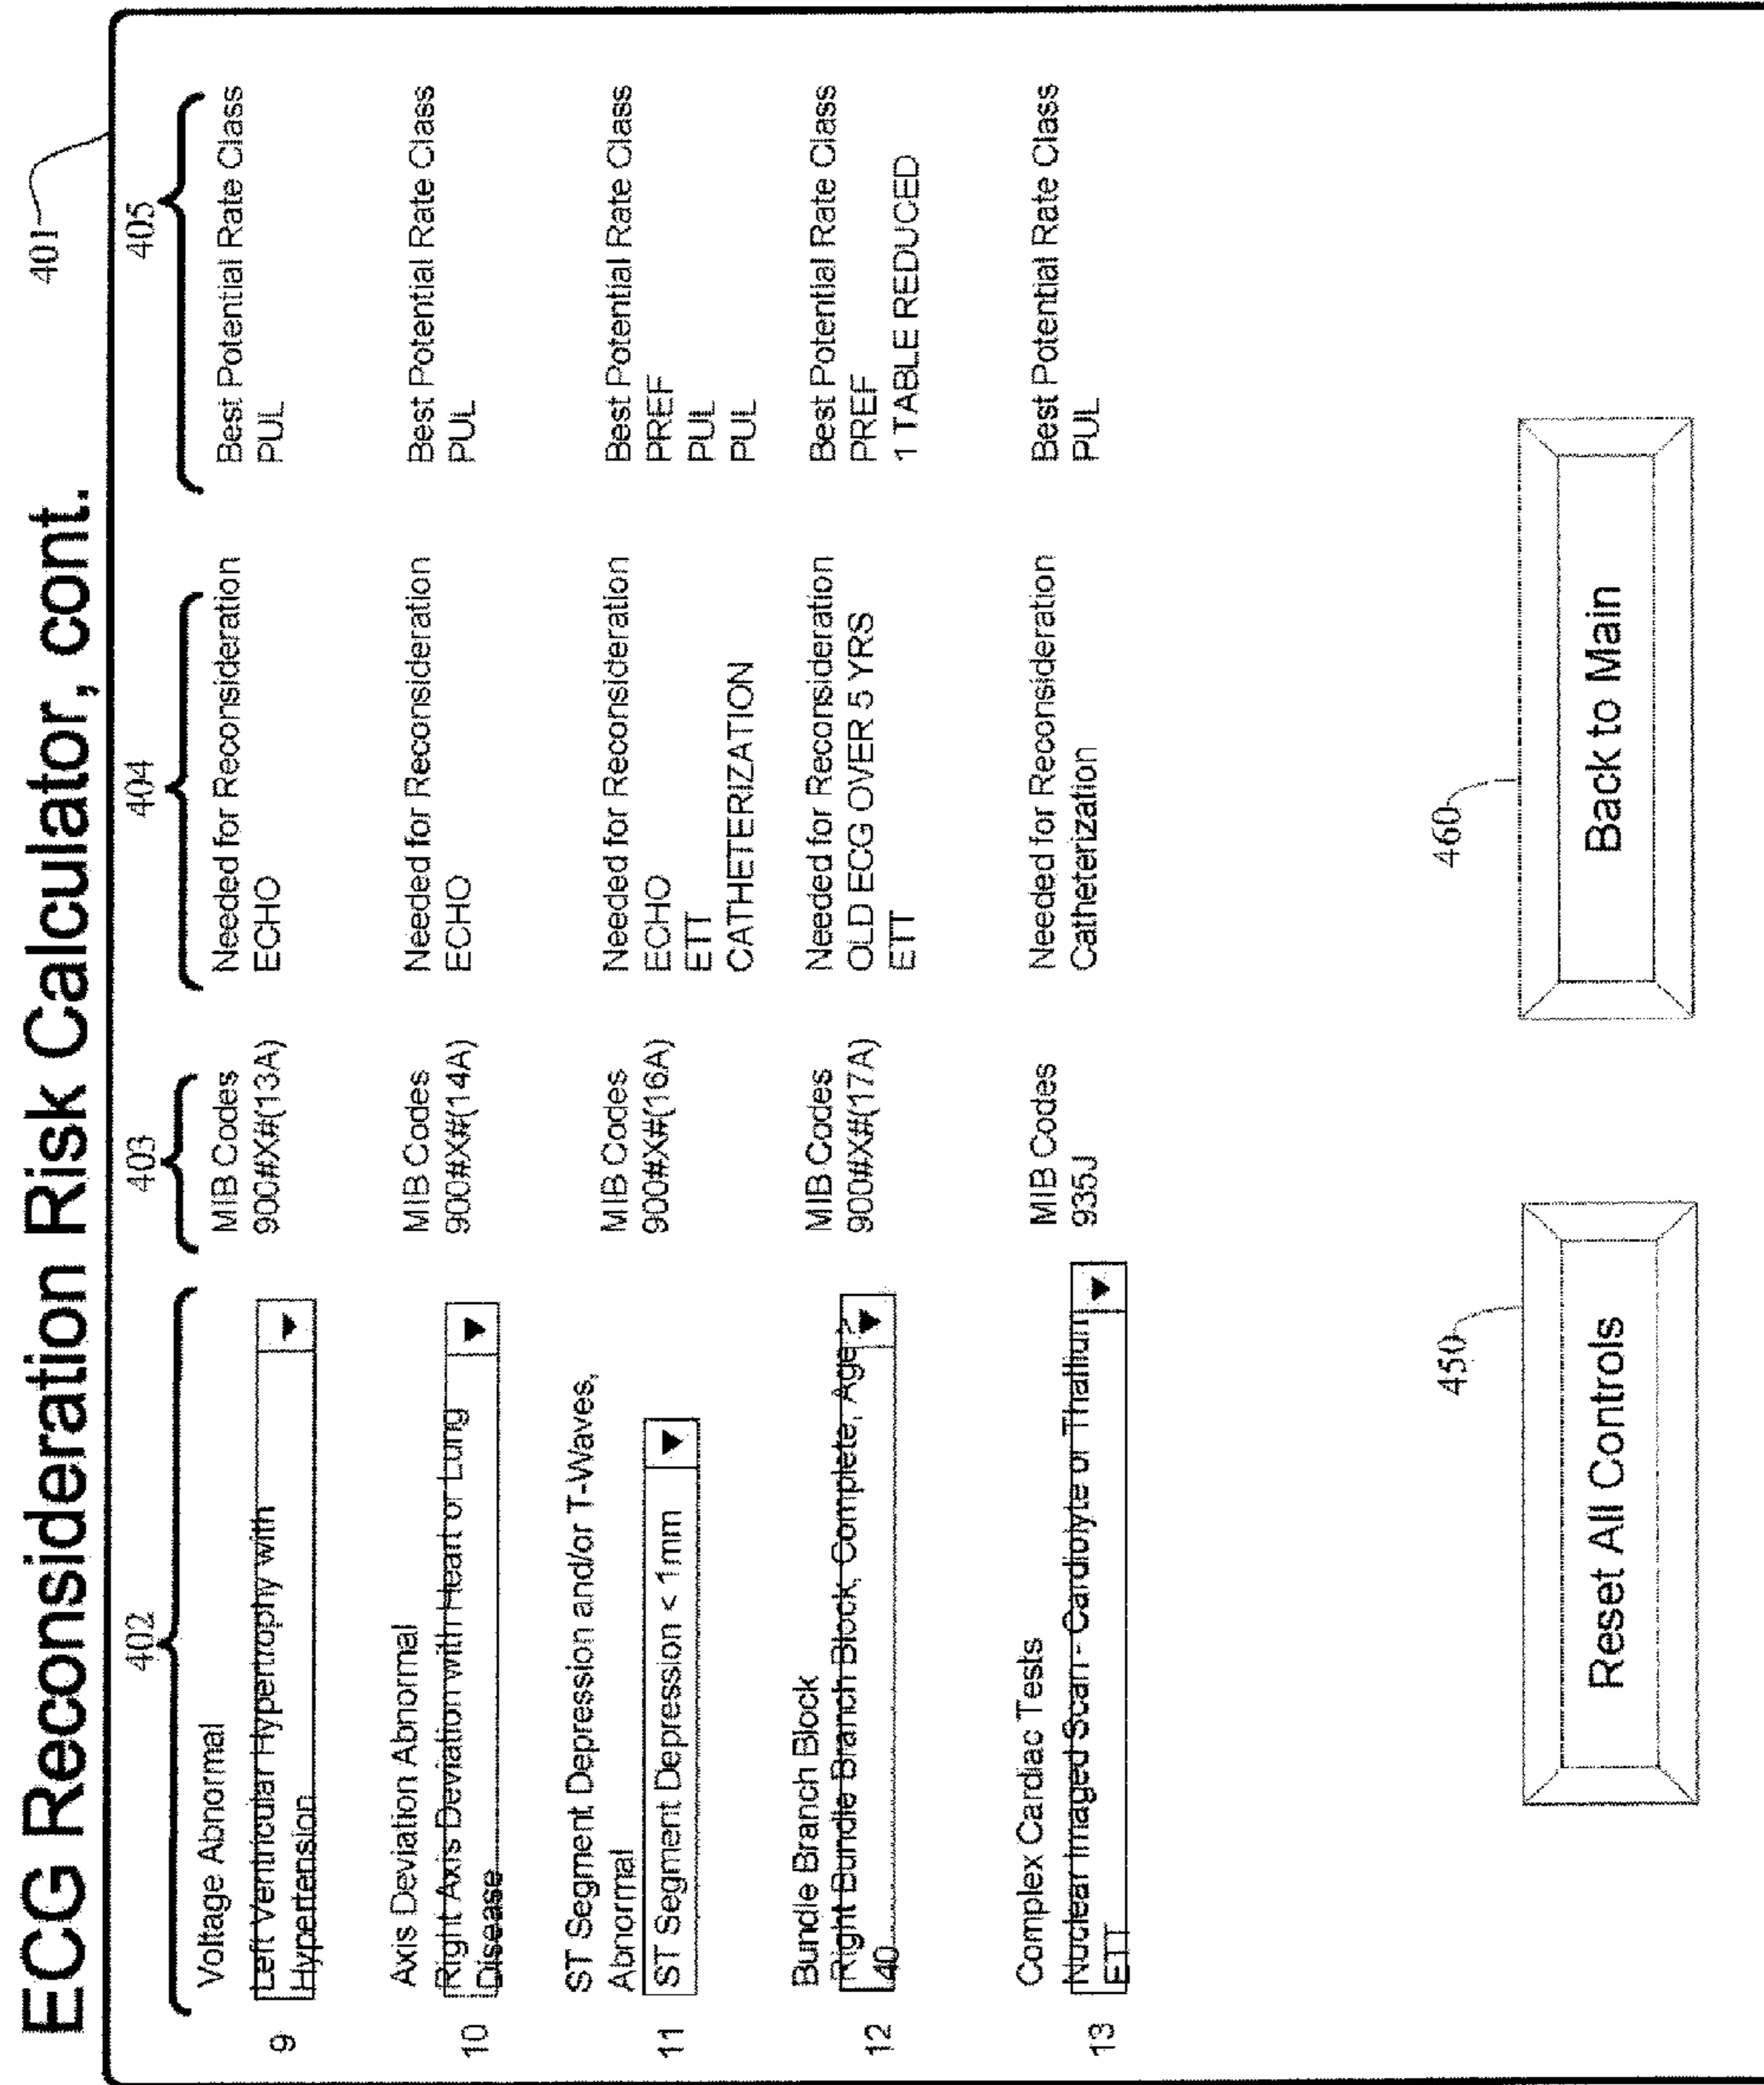 ECG Reconsideration Risk Calculator, cont.
401
402
403
404
405
Voltage Abnormal
MIB Codes
Needed for Reconsideration
Best Potential Rate Class
9
Left Ventricular Hypertrophy with
Hypertension
900#X#(13A)
ECHO
PUL
Axis Deviation Abnormal
MIB Codes
Needed for Reconsideration
Best Potential Rate Class
10
Right Axis Deviation with Heart or Lung
Disease
900#X#(14A)
ECHO
PUL
ST Segment Depression and/or T-Waves,
Abnormal
MIB Codes
Needed for Reconsideration
Best Potential Rate Class
11
ST Segment Depression < 1mm
900#X#(16A)
ECHO
PREF
ETT
PUL
CATHETERIZATION
PUL
Bundle Branch Block
MIB Codes
Needed for Reconsideration
Best Potential Rate Class
12
Right Bundle Branch Block, Complete, Age >
40
900#X#(17A)
OLD ECG OVER 5 YRS
PREF
ETT
1 TABLE REDUCED
Complex Cardiac Tests
MIB Codes
Needed for Reconsideration
Best Potential Rate Class
13
Nuclear Imaged Scan - Cardiolyte or Thallium
ETT
935J
Catheterization
PUL
450
460
Reset All Controls
Back to Main